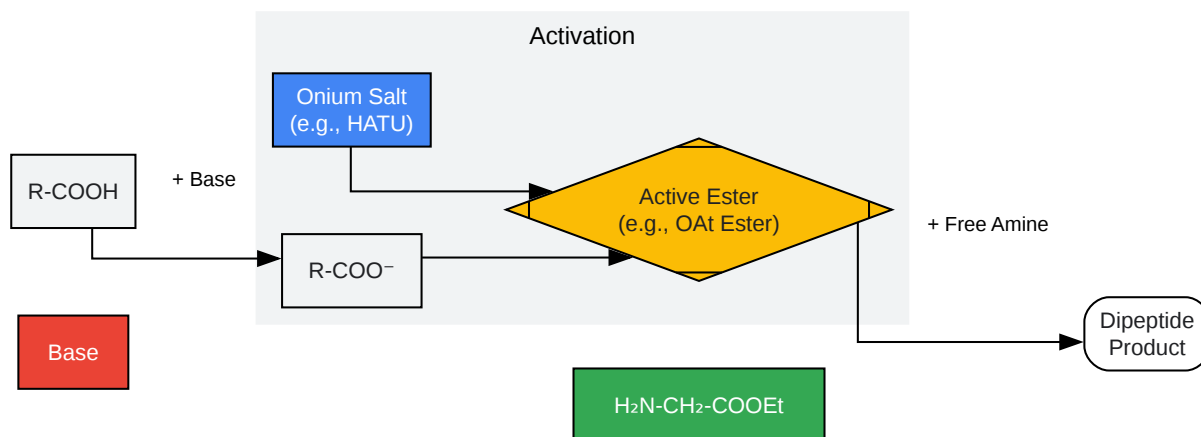 Activation
Onium Salt
(e.g., HATU)
R-COOH
+ Base
Active Ester
(e.g., OAt Ester)
+ Free Amine
R-COO⁻
Base
Dipeptide
Product
H₂N-CH₂-COOEt